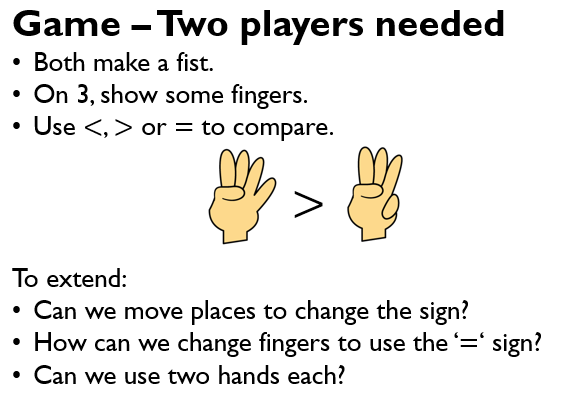 Game – Two players needed
• Both make a fist.
• On 3, show some fingers.
• Use <, > or = to compare.
>
To extend:
• Can we move places to change the sign?
• How can we change fingers to use the ‘=‘ sign?
• Can we use two hands each?